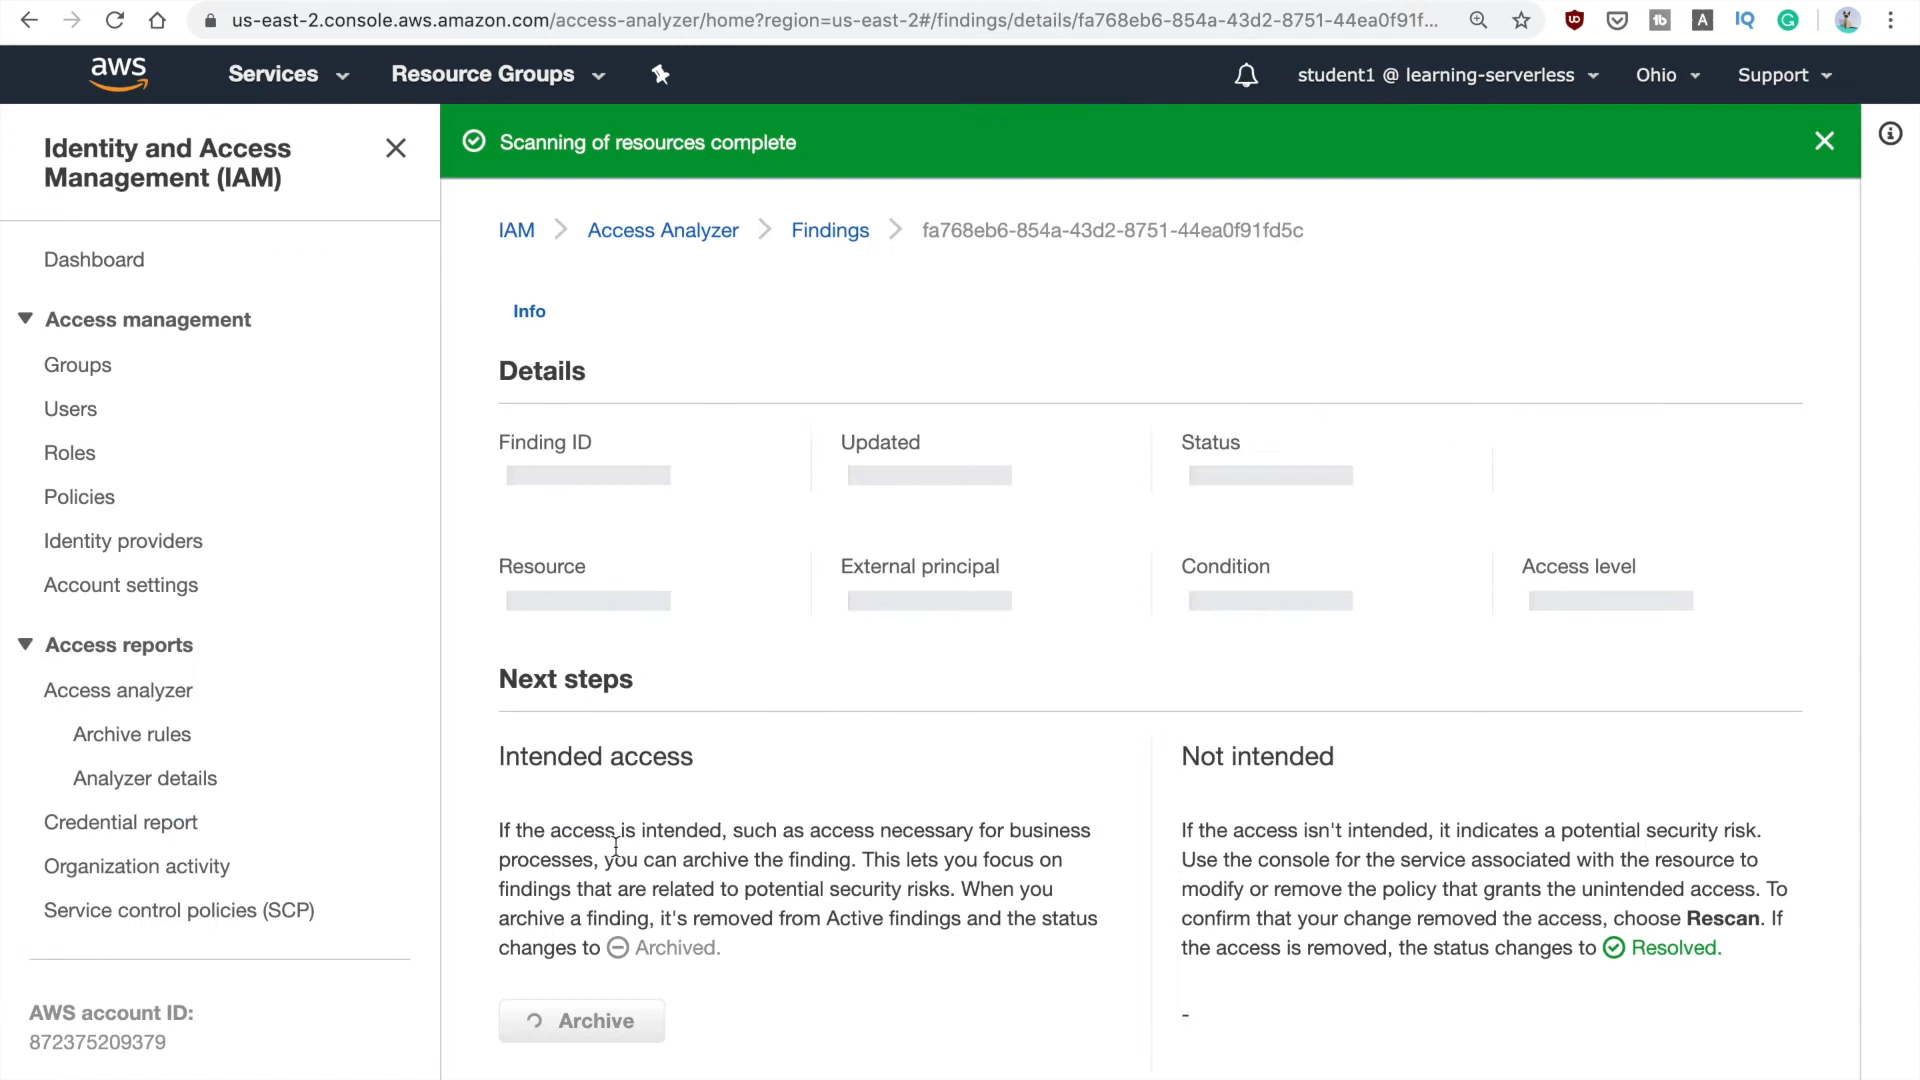 us-east-2.console.aws.amazon.com/access-analyzer/home?region=us-east-2#/findings/details/fa768eb6-854a-43d2-8751-44ea0f91f...
aws
Services
Resource Groups
student1 @ learning-serverless
Ohio
Support
Identity and Access
Management (IAM)
Dashboard
Access management
Groups
Users
Roles
Policies
Identity providers
Account settings
Access reports
Access analyzer
Archive rules
Analyzer details
Credential report
Organization activity
Service control policies (SCP)
AWS account ID:
872375209379
Scanning of resources complete
IAM
Access Analyzer
Findings
fa768eb6-854a-43d2-8751-44ea0f91fd5c
Info
Details
Finding ID
Updated
Status
Resource
External principal
Condition
Access level
Next steps
Intended access
If the access is intended, such as access necessary for business
processes, you can archive the finding. This lets you focus on
findings that are related to potential security risks. When you
archive a finding, it's removed from Active findings and the status
changes to Archived.
Archive
Not intended
If the access isn't intended, it indicates a potential security risk.
Use the console for the service associated with the resource to
modify or remove the policy that grants the unintended access. To
confirm that your change removed the access, choose Rescan. If
the access is removed, the status changes to Resolved.
-